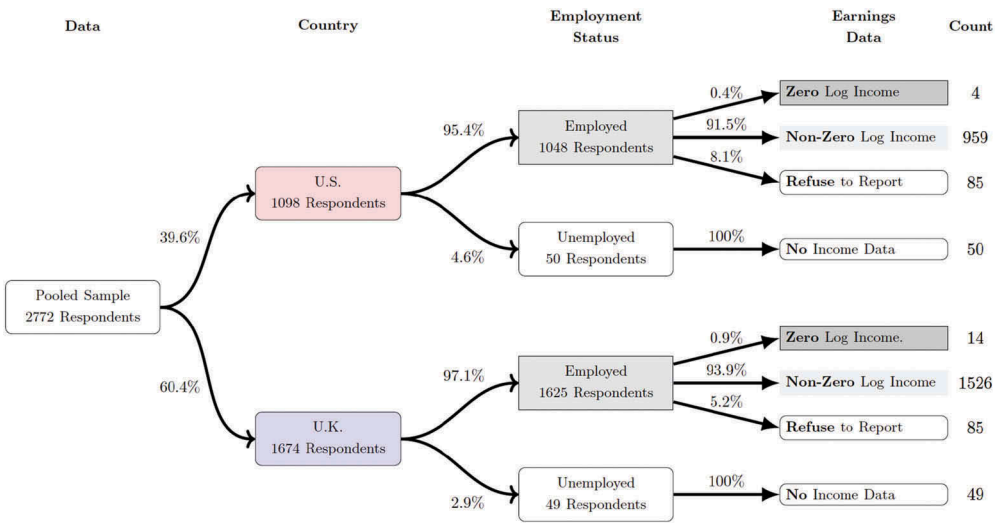 Data
Country
Employment
Status
Earnings
Data
Count
Pooled Sample
2772 Respondents
39.6%
60.4%
U.S.
1098 Respondents
95.4%
4.6%
Employed
1048 Respondents
0.4%
Zero Log Income
4
91.5%
Non-Zero Log Income
959
8.1%
Refuse to Report
85
Unemployed
50 Respondents
100%
No Income Data
50
U.K.
1674 Respondents
97.1%
2.9%
Employed
1625 Respondents
0.9%
Zero Log Income.
14
93.9%
Non-Zero Log Income
1526
5.2%
Refuse to Report
85
Unemployed
49 Respondents
100%
No Income Data
49